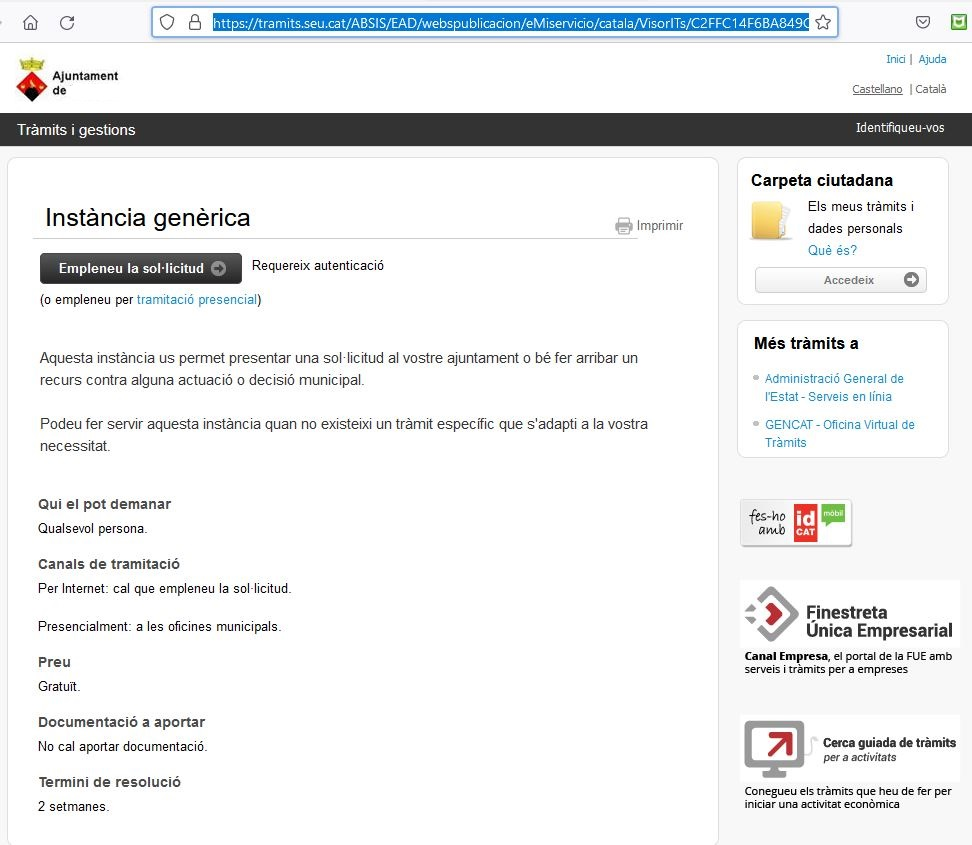 https://tramits.seu.cat/ABSIS/EAD/webspublicacion/eMiservicio/catala/VisorITs/C2FFC14F6BA849C
Ajuntament
de
Inici | Ajuda
Castellano | Català
Tràmits i gestions
Identifiqueu-vos
Instància genèrica
Imprimir
Empleneu la sol·licitud
Requereix autenticació
(o empleneu per tramitació presencial)
Aquesta instància us permet presentar una sol·licitud al vostre ajuntament o bé fer arribar un
recurs contra alguna actuació o decisió municipal.
Podeu fer servir aquesta instància quan no existeixi un tràmit específic que s'adapti a la vostra
necessitat.
Qui el pot demanar
Qualsevol persona.
Canals de tramitació
Per Internet: cal que empleneu la sol·licitud.
Presencialment: a les oficines municipals.
Preu
Gratuït.
Documentació a aportar
No cal aportar documentació.
Termini de resolució
2 setmanes.
Carpeta ciutadana
Els meus tràmits i
dades personals
Què és?
Accedeix
Més tràmits a
Administració General de
l'Estat - Serveis en línia
GENCAT - Oficina Virtual de
Tràmits
fes-ho
amb
id
CAT
mòbil
Finestreta
Única Empresarial
Canal Empresa, el portal de la FUE amb
serveis i tràmits per a empreses
Cerca guiada de tràmits
per a activitats
Conegueu els tràmits que heu de fer per
iniciar una activitat econòmica